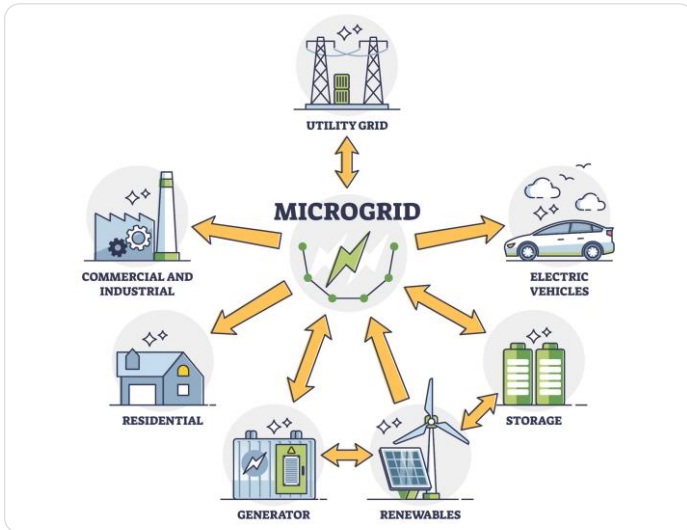 UTILITY GRID
MICROGRID
COMMERCIAL AND
INDUSTRIAL
ELECTRIC
VEHICLES
RESIDENTIAL
STORAGE
GENERATOR
RENEWABLES